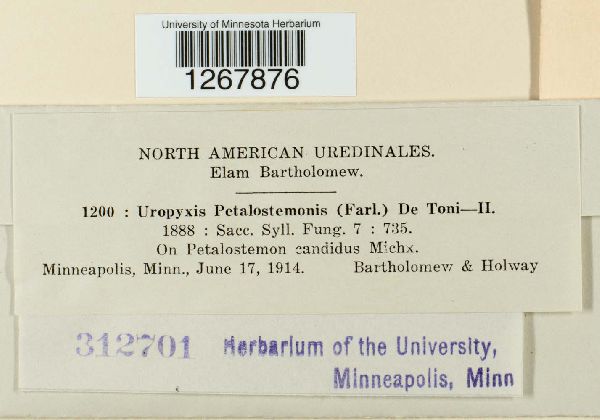 University of Minnesota Herbarium
1267876
NORTH AMERICAN UREDINALES.
Elam Bartholomew.
1200 : Uropyxis Petalostemonis (Farl.) De Toni—II.
1888 : Sacc. Syll. Fung. 7 : 735.
On Petalostemon candidus Michx.
Minneapolis, Minn., June 17, 1914. Bartholomew & Holway
312701 Herbarium of the University,
Minneapolis, Minn